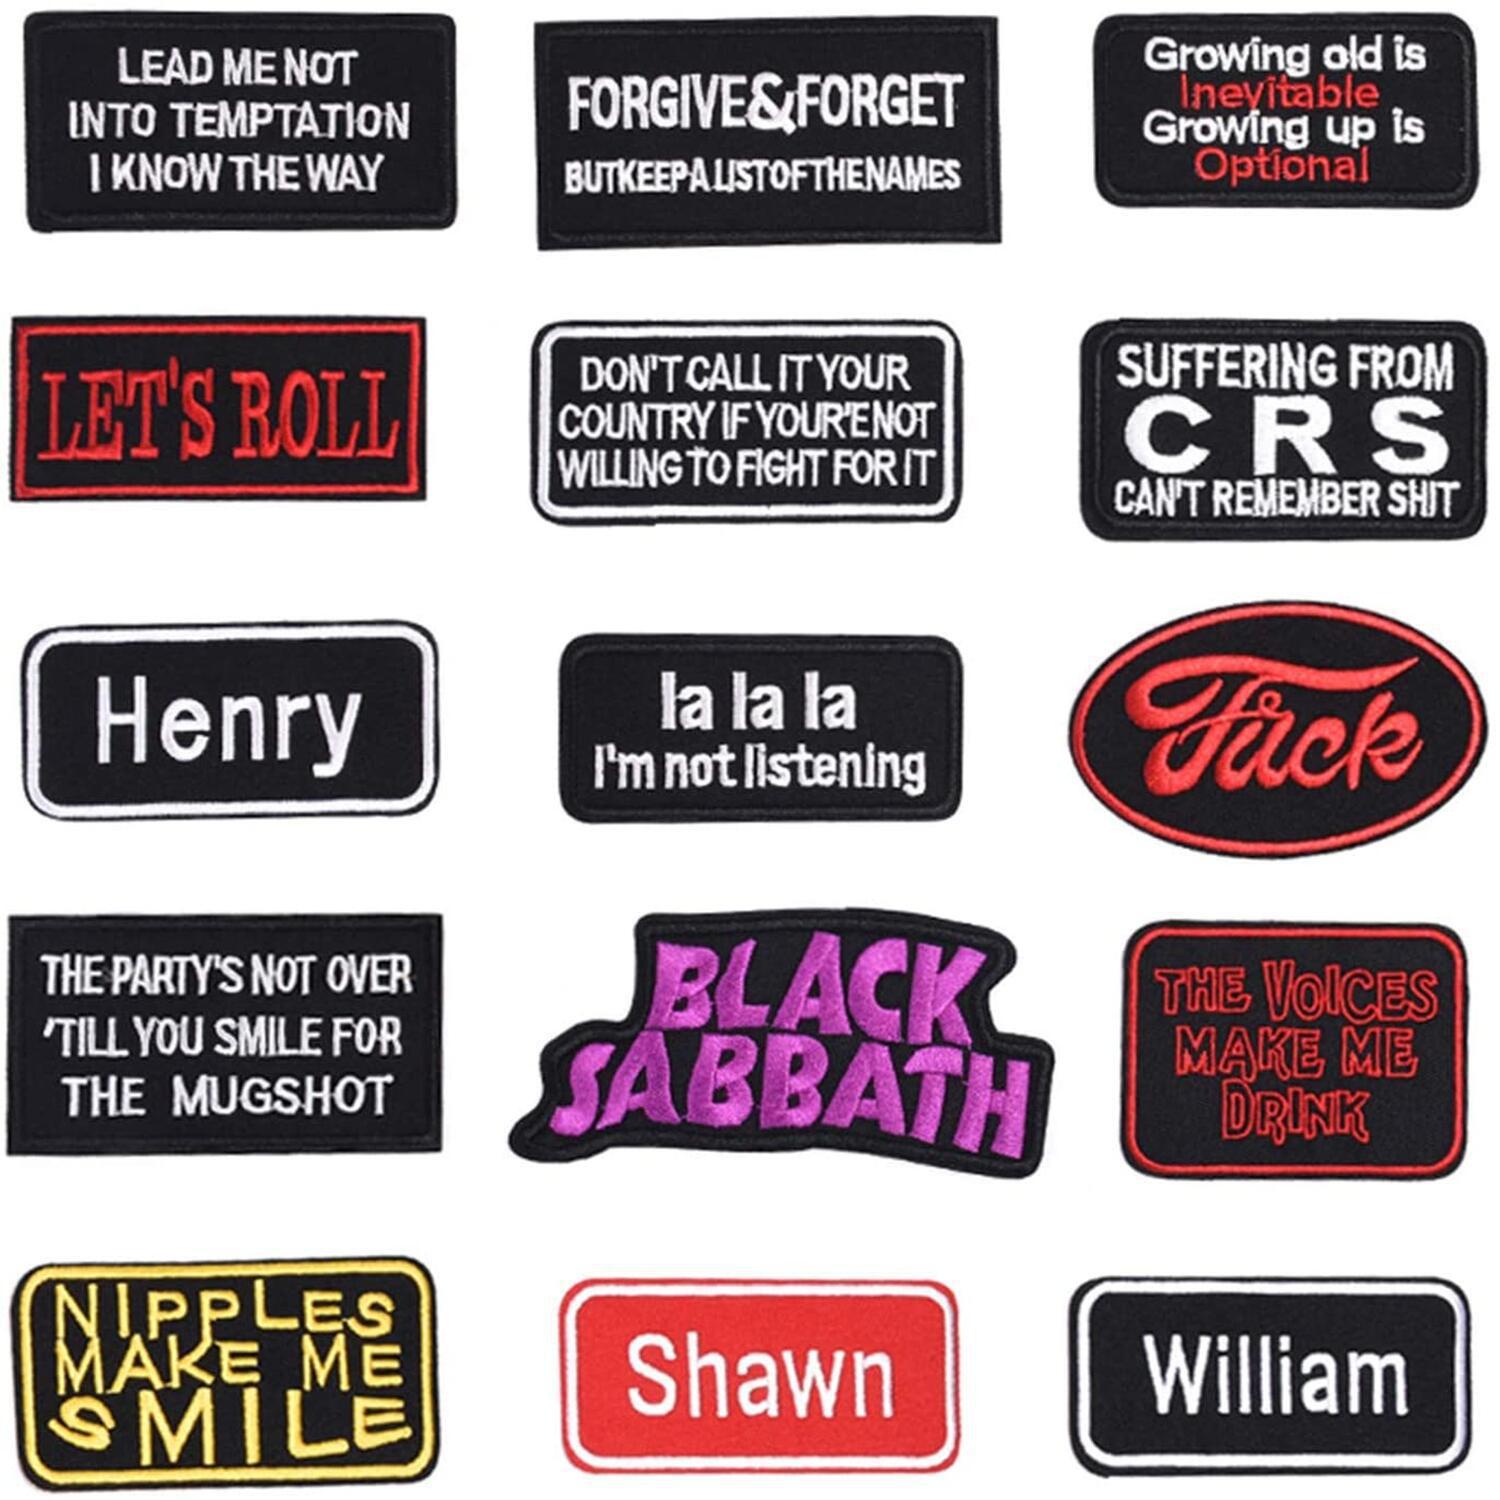 LEAD ME NOT
INTO TEMPTATION
I KNOW THE WAY
FORGIVE&FORGET
BUTKEEPALISTOFTHENAMES
Growing old is
Inevitable
Growing up is
Optional
LET'S ROLL
DON'T CALL IT YOUR
COUNTRY IF YOUR'E NOT
WILLING TO FIGHT FOR IT
SUFFERING FROM
C R S
CAN'T REMEMBER SHIT
Henry
la la la
I'm not listening
Fuck
THE PARTY'S NOT OVER
'TILL YOU SMILE FOR
THE MUGSHOT
BLACK
SABBATH
THE VOICES
MAKE ME
DRINK
NIPPLES
MAKE ME
SMILE
Shawn
William